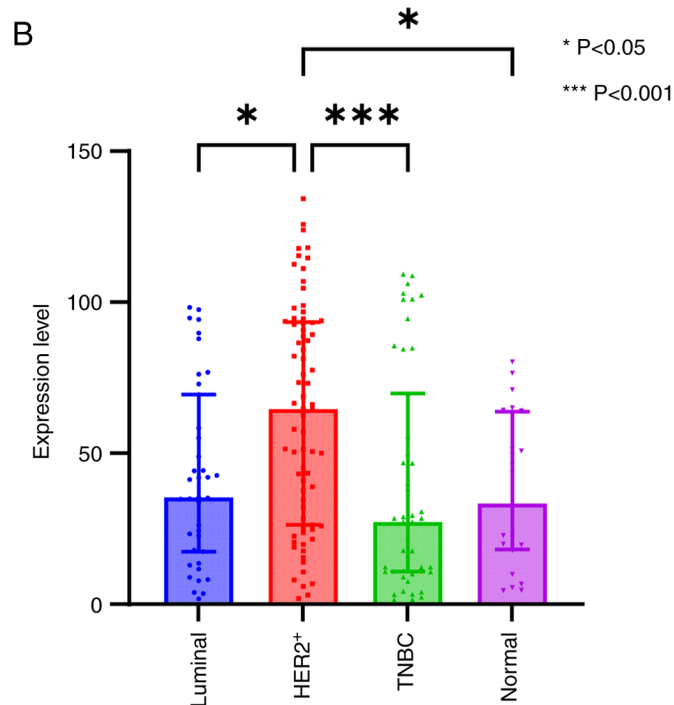 B
*
* P<0.05
*** P<0.001
*
***
150
100
50
0
Expression level
Luminal
HER2⁺
TNBC
Normal